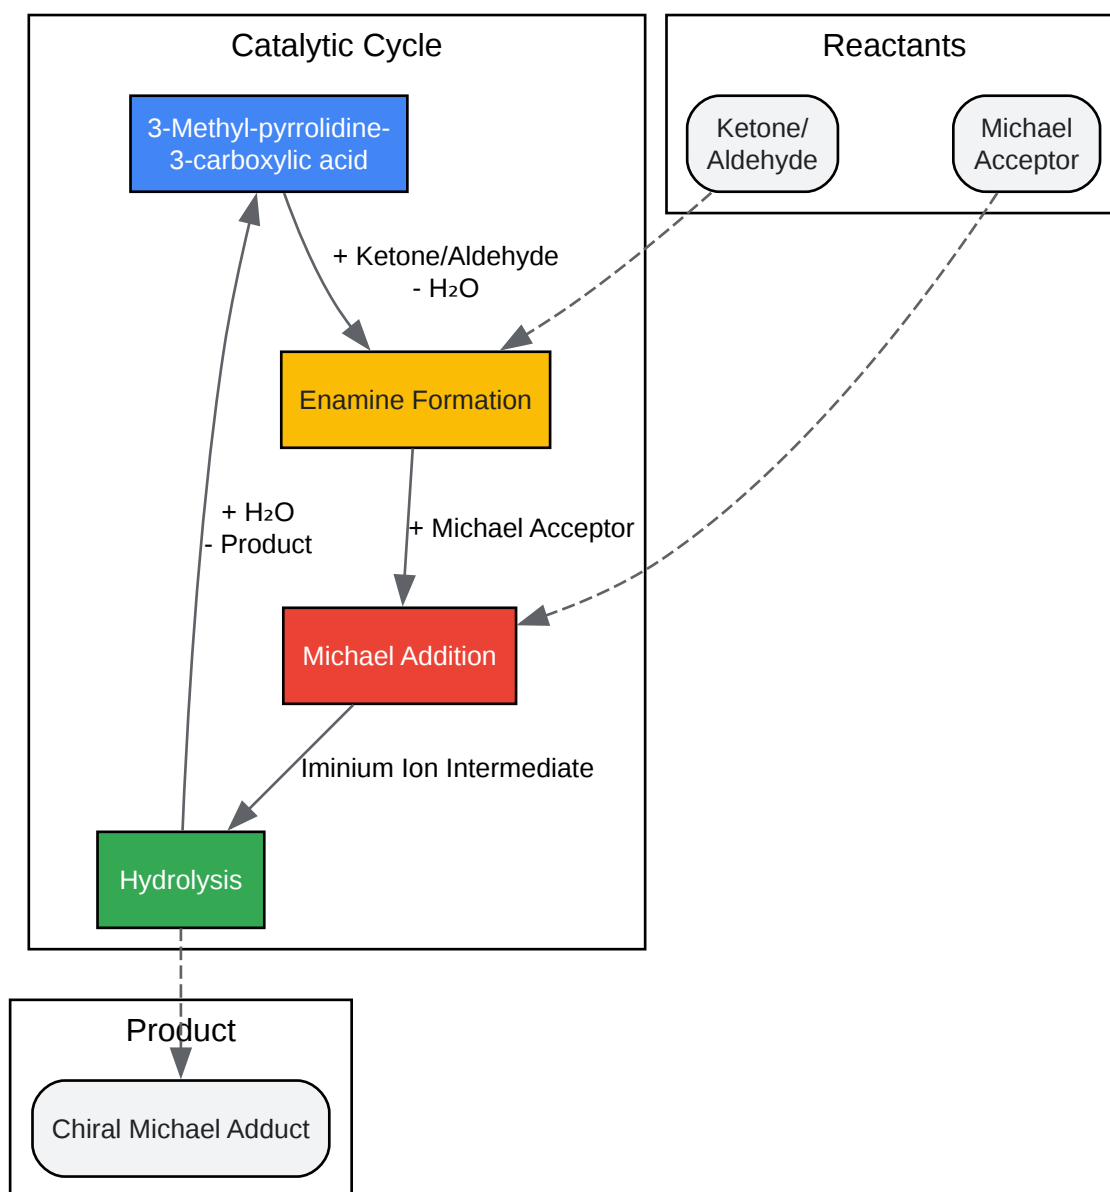 Catalytic Cycle
Reactants
3-Methyl-pyrrolidine-
3-carboxylic acid
Ketone/
Aldehyde
Michael
Acceptor
+ Ketone/Aldehyde
- H₂O
Enamine Formation
+ H₂O
- Product
+ Michael Acceptor
Michael Addition
Iminium Ion Intermediate
Hydrolysis
Product
Chiral Michael Adduct